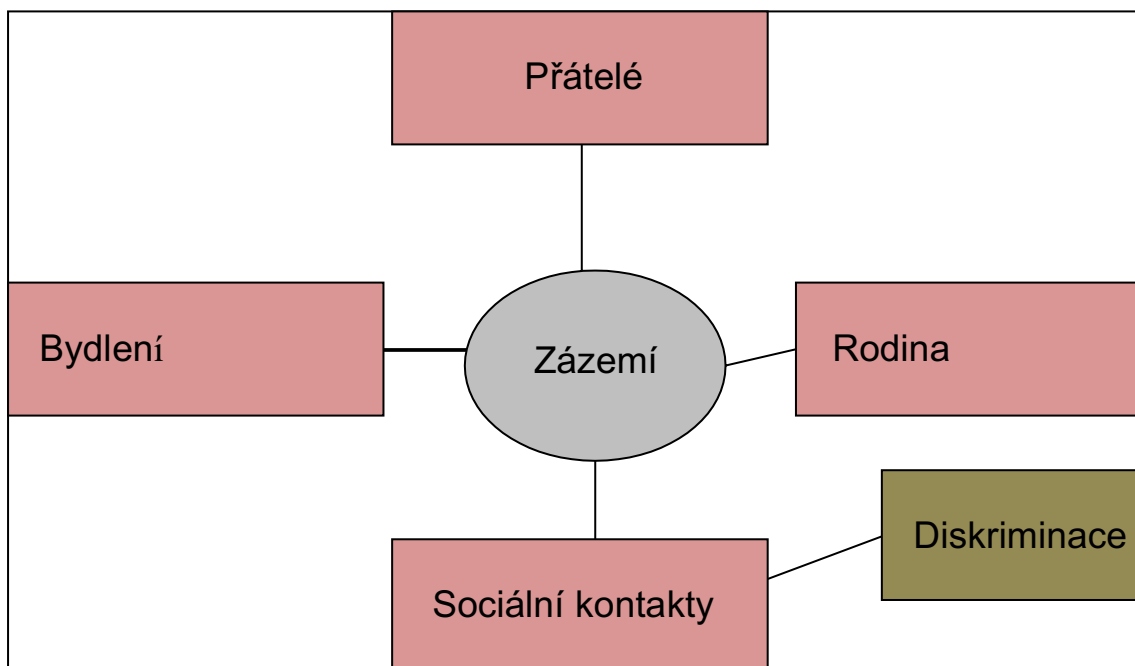 Přátelé
Bydlení
Zázemí
Rodina
Diskriminace
Sociální kontakty